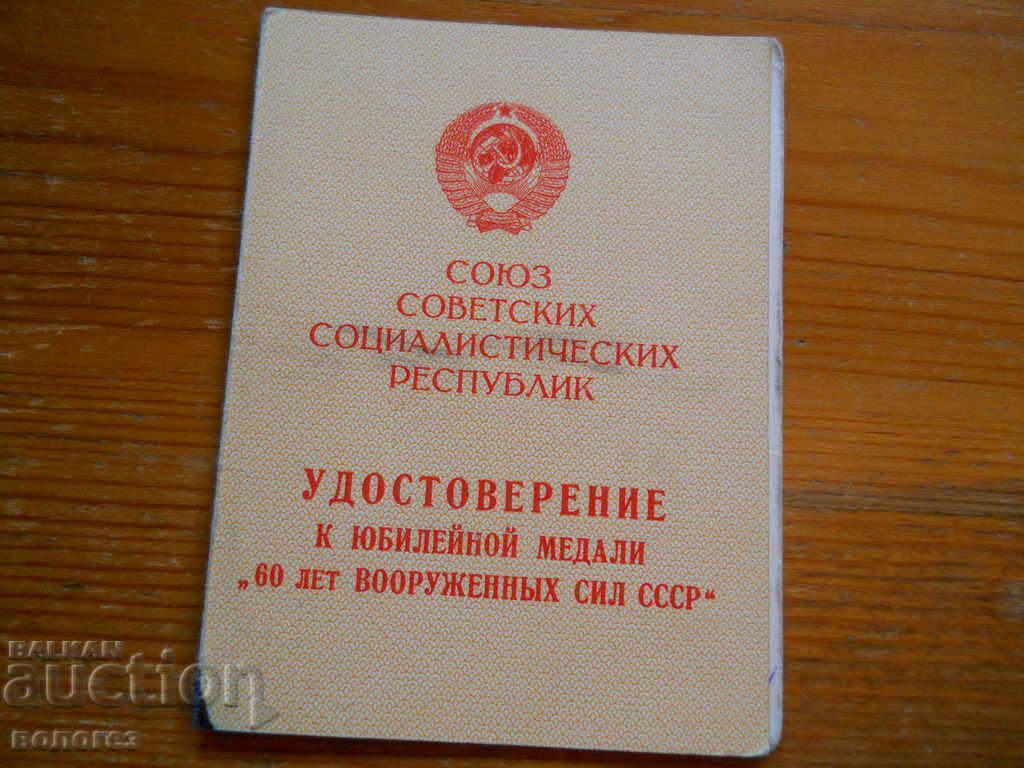 СОЮЗ
СОВЕТСКИХ
СОЦИАЛИСТИЧЕСКИХ
РЕСПУБЛИК
УДОСТОВЕРЕНИЕ
К ЮБИЛЕЙНОЙ МЕДАЛИ
„60 ЛЕТ ВООРУЖЕННЫХ СИЛ СССР“
BALKAN
auction
вологез